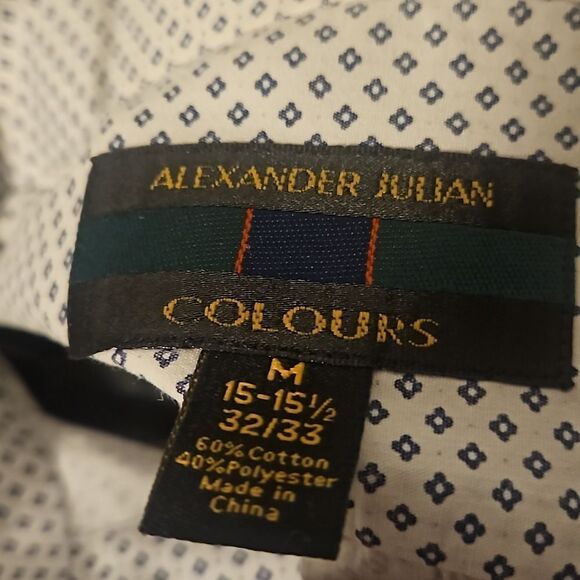 ALEXANDER JULIAN
COLOURS
M
15-15½
32/33
60% Cotton
40% Polyester
Made in
China